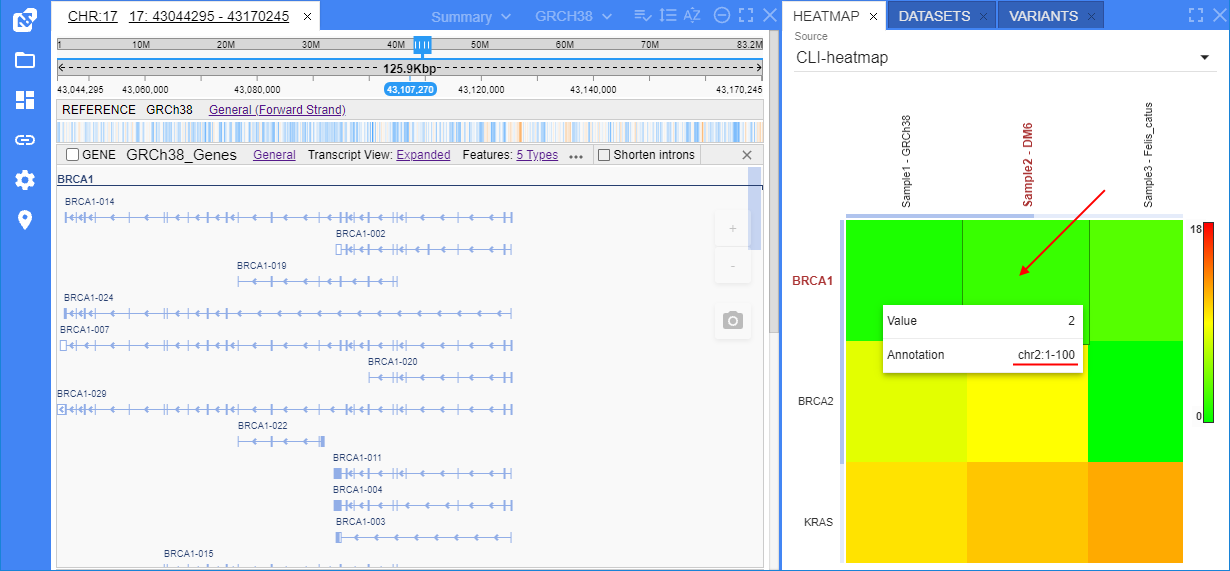 CHR:17 17: 43044295 - 43170245 × Summary GRCH38
1 10M 20M 30M 40M 50M 60M 70M 83.2M
125.9Kbp
43,044,295 43,060,000 43,080,000 43,107,270 43,120,000 43,140,000 43,170,245
REFERENCE GRCh38 General (Forward Strand)
GENE GRCh38_Genes General Transcript View: Expanded Features: 5 Types ••• Shorten introns
BRCA1
BRCA1-014
BRCA1-002
BRCA1-019
BRCA1-024
BRCA1-007
BRCA1-020
BRCA1-029
BRCA1-022
BRCA1-011
BRCA1-004
BRCA1-003
BRCA1-015
+
-
HEATMAP × DATASETS × VARIANTS ×
Source
CLI-heatmap
Sample1 - GRCh38
Sample2 - DM6
Sample3 - Felis_catus
BRCA1
BRCA2
KRAS
Value 2
Annotation chr2:1-100
18
0